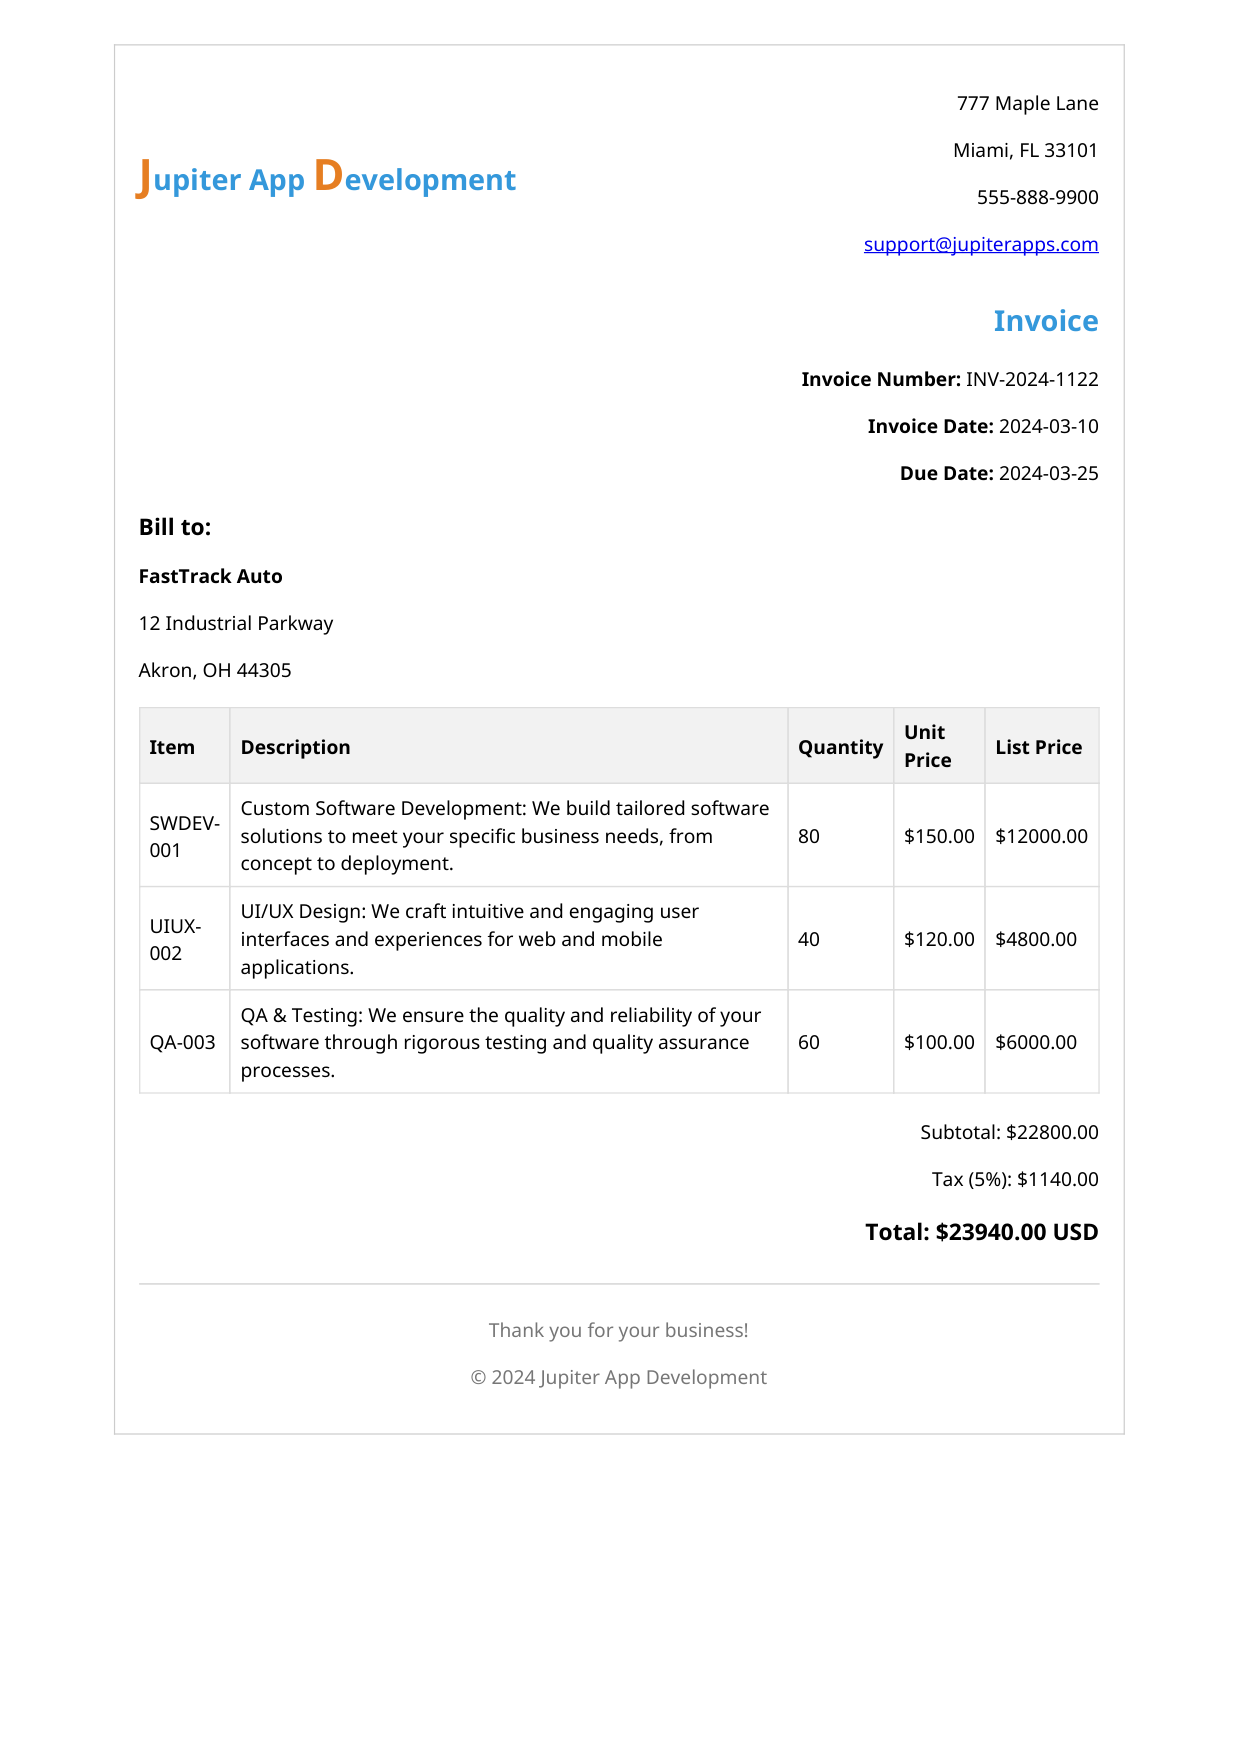 Jupiter App Development
777 Maple Lane
Miami, FL 33101
555-888-9900
support@jupiterapps.com
Invoice
Invoice Number: INV-2024-1122
Invoice Date: 2024-03-10
Due Date: 2024-03-25
Bill to:
FastTrack Auto
12 Industrial Parkway
Akron, OH 44305
Item Description Quantity Unit Price List Price
SWDEV-001 Custom Software Development: We build tailored software
solutions to meet your specific business needs, from
concept to deployment. 80 $150.00 $12000.00
UIUX-002 UI/UX Design: We craft intuitive and engaging user
interfaces and experiences for web and mobile
applications. 40 $120.00 $4800.00
QA-003 QA & Testing: We ensure the quality and reliability of your
software through rigorous testing and quality assurance
processes. 60 $100.00 $6000.00
Subtotal: $22800.00
Tax (5%): $1140.00
Total: $23940.00 USD
Thank you for your business!
© 2024 Jupiter App Development